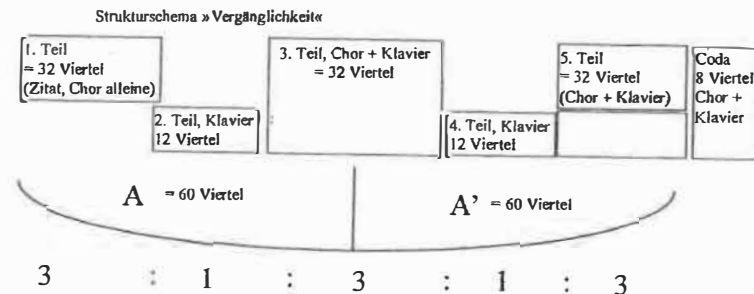 Strukturschema »Vergänglichkeit«
1. Teil
= 32 Viertel
(Zitat, Chor alleine)
2. Teil, Klavier
12 Viertel
3. Teil, Chor + Klavier
= 32 Viertel
4. Teil, Klavier
12 Viertel
5. Teil
= 32 Viertel
(Chor + Klavier)
Coda
8 Viertel
Chor +
Klavier
A = 60 Viertel
A' = 60 Viertel
3 : 1 : 3 : 1 : 3